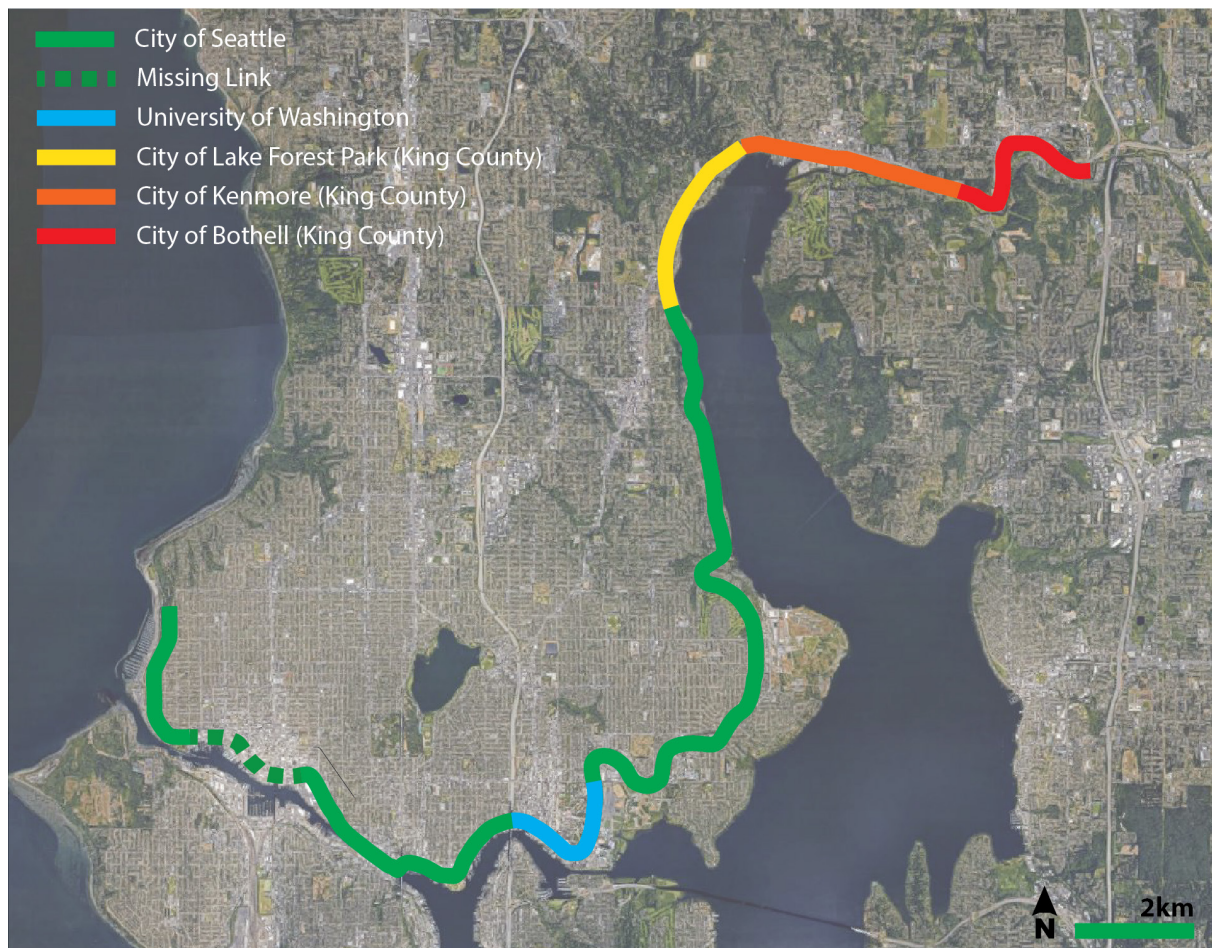 City of Seattle
Missing Link
University of Washington
City of Lake Forest Park (King County)
City of Kenmore (King County)
City of Bothell (King County)
2km
N